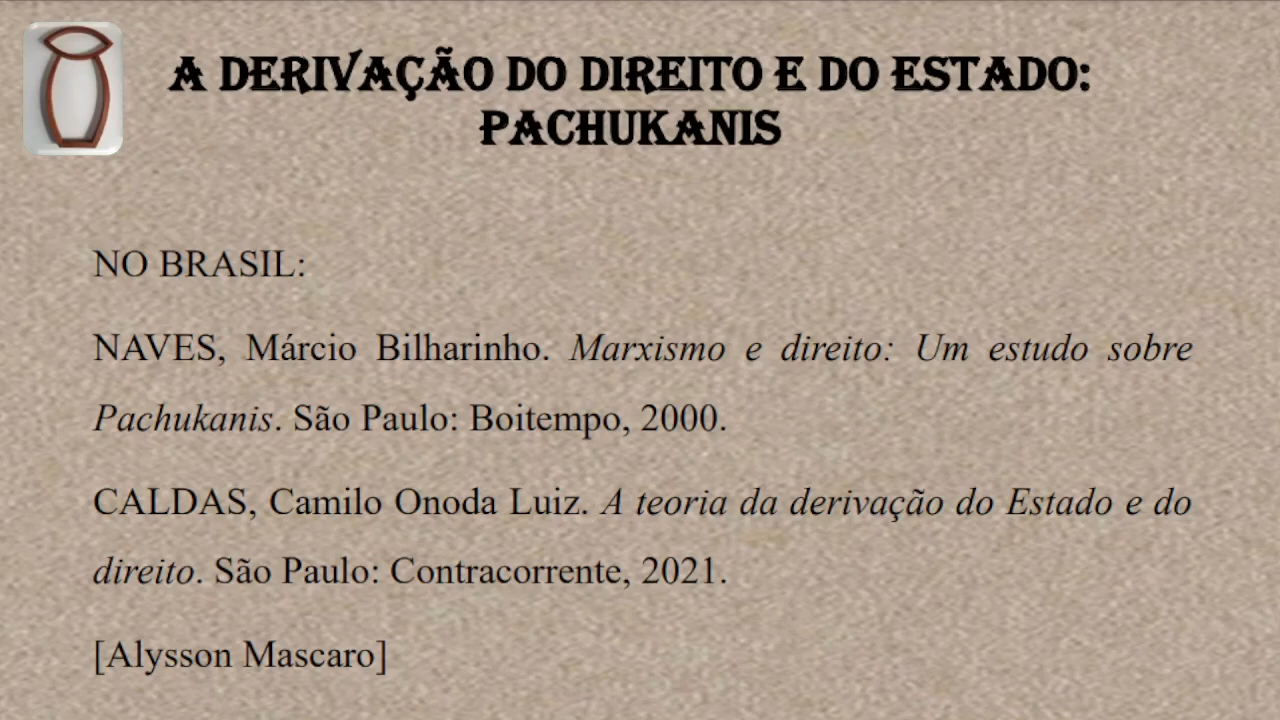 A DERIVAÇÃO DO DIREITO E DO ESTADO:
PACHUKANIS
NO BRASIL:
NAVES, Márcio Bilharinho. Marxismo e direito: Um estudo sobre
Pachukanis. São Paulo: Boitempo, 2000.
CALDAS, Camilo Onoda Luiz. A teoria da derivação do Estado e do
direito. São Paulo: Contracorrente, 2021.
[Alysson Mascaro]